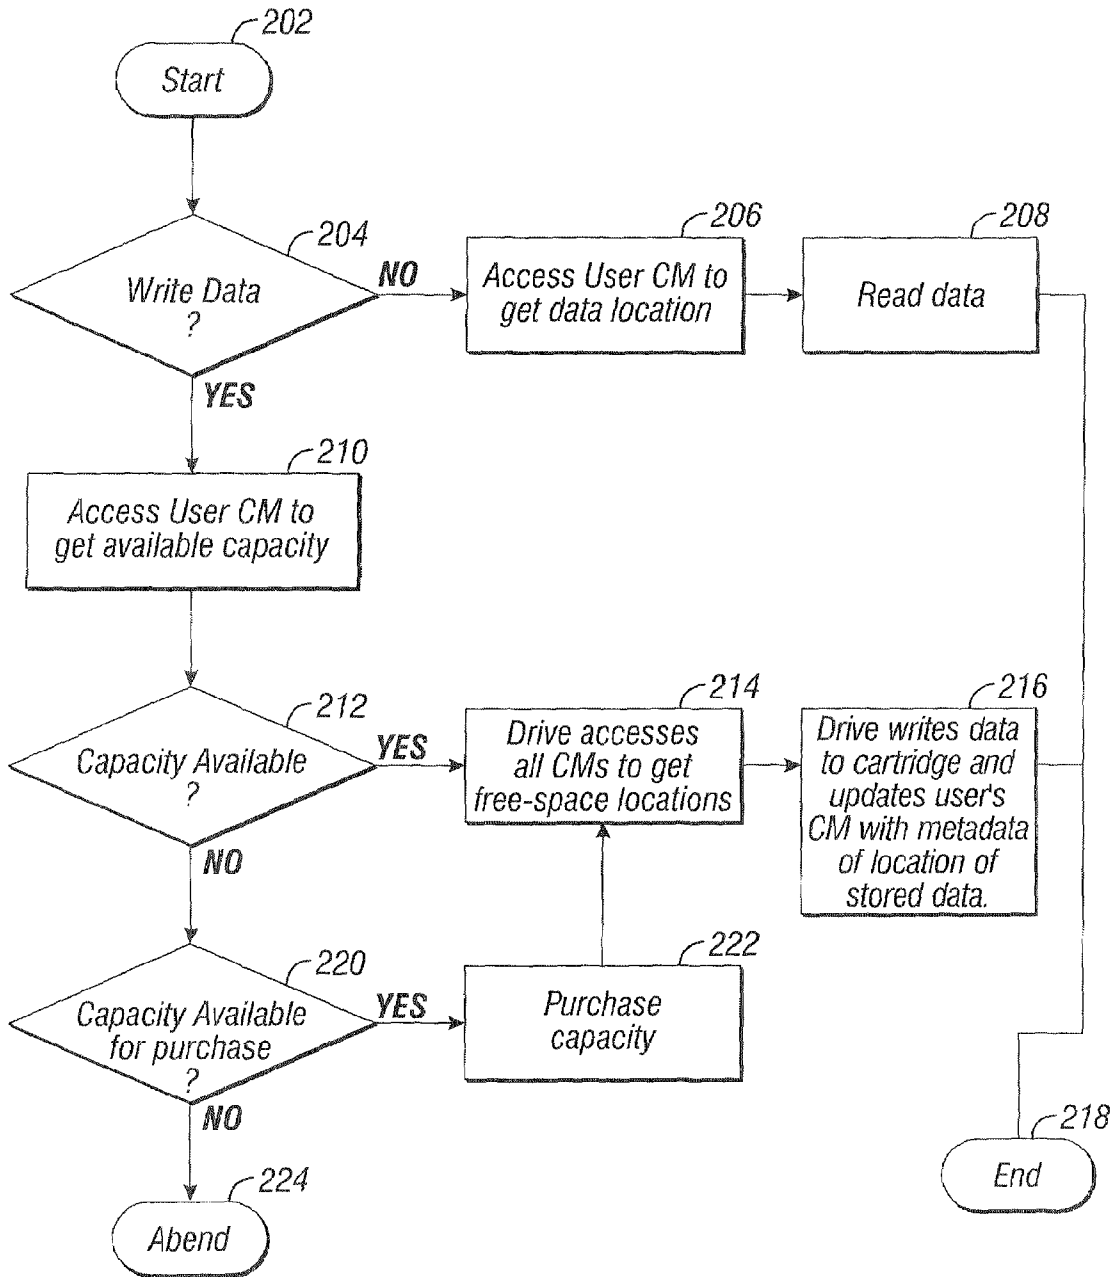 202
Start
204
Write Data
?
NO
YES
206
Access User CM to
get data location
208
Read data
210
Access User CM to
get available capacity
212
Capacity Available
?
YES
NO
214
Drive accesses
all CMs to get
free-space locations
216
Drive writes data
to cartridge and
updates user's
CM with metadata
of location of
stored data.
220
Capacity Available
for purchase
?
YES
NO
222
Purchase
capacity
218
End
224
Abend